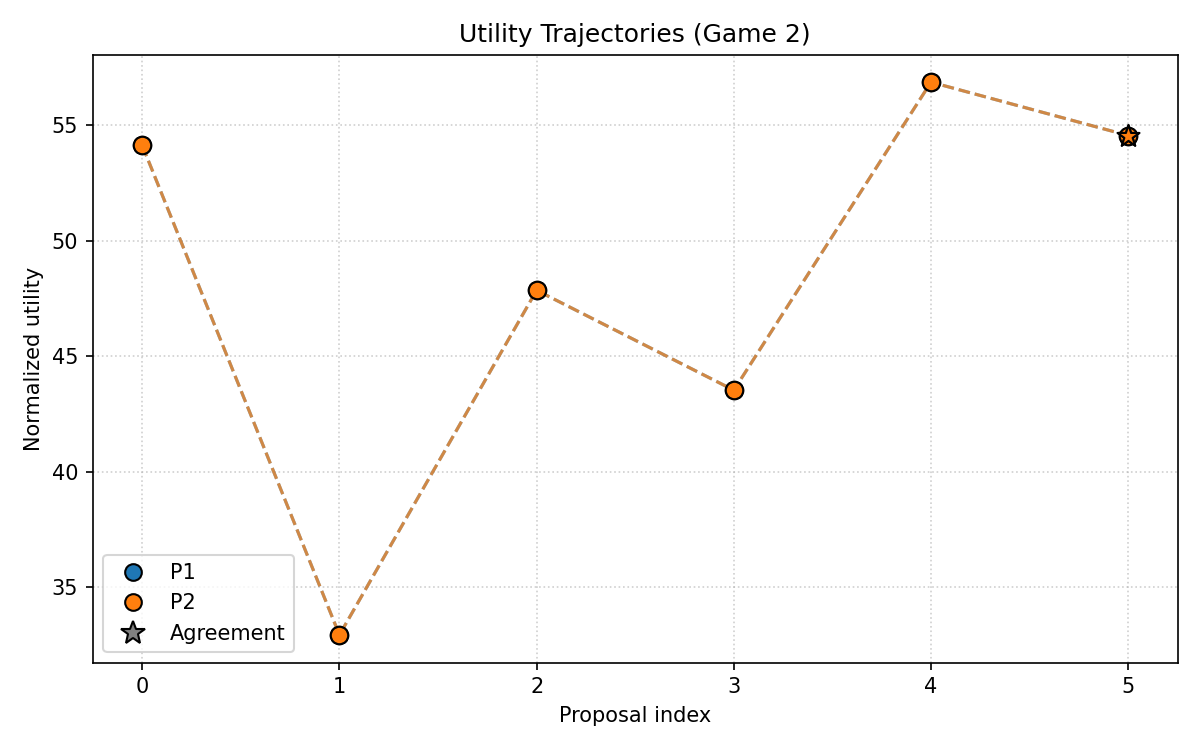 Utility Trajectories (Game 2)
Normalized utility
55
50
45
40
35
P1
P2
Agreement
0 1 2 3 4 5
Proposal index